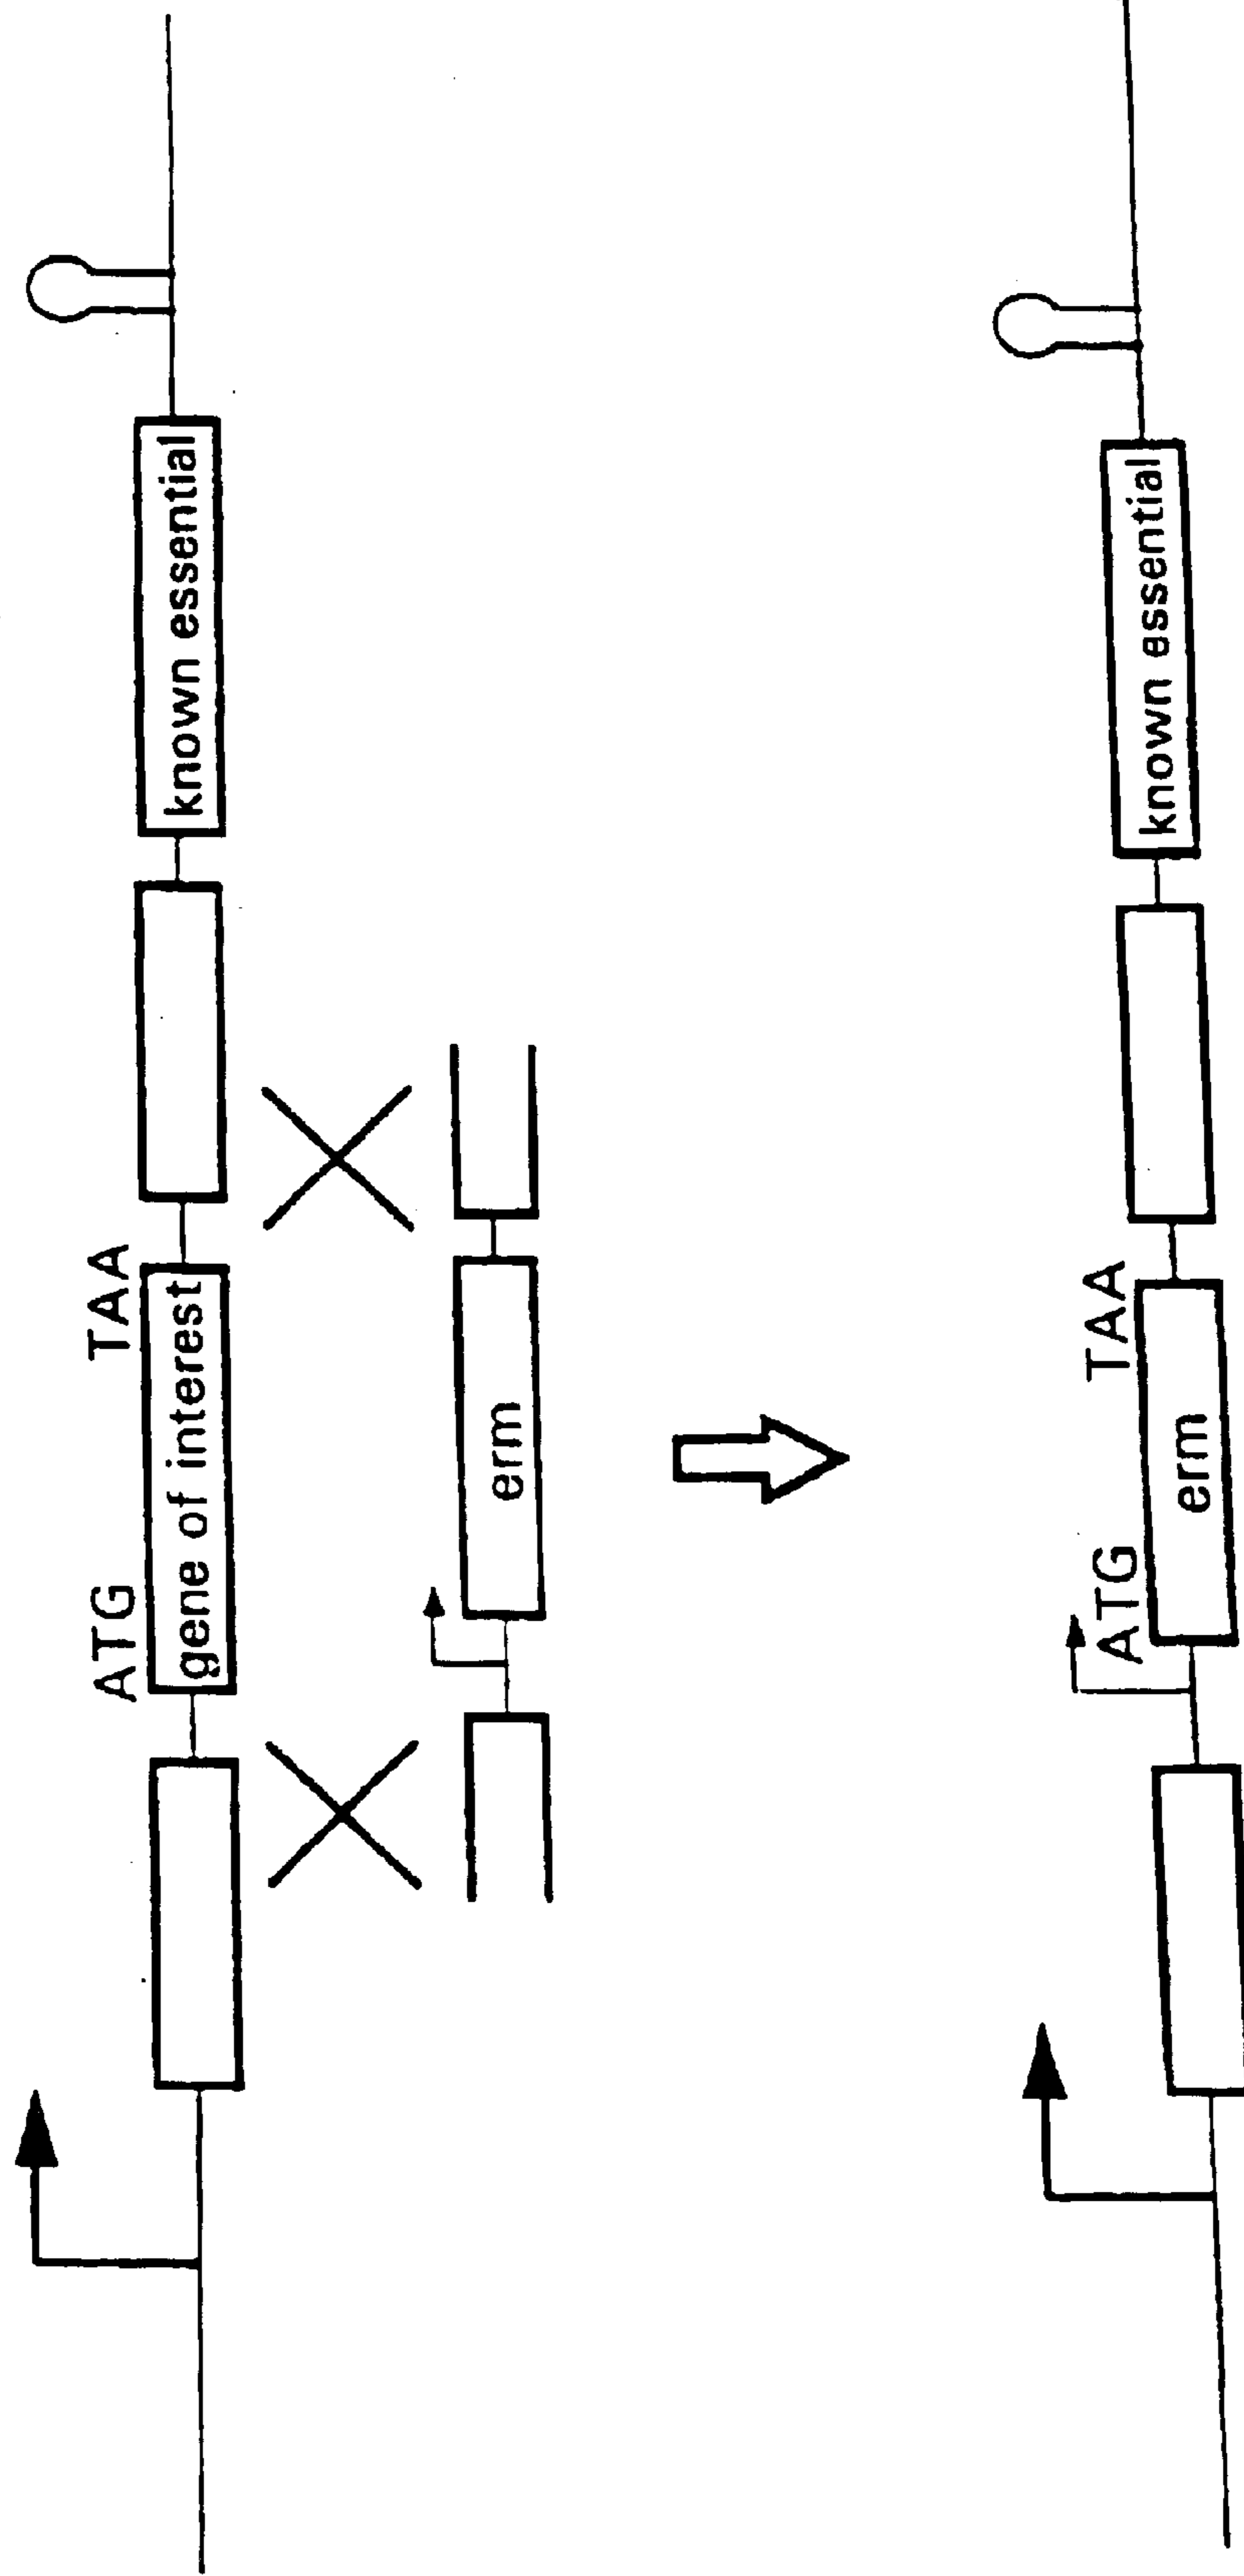 ATG TAA
gene of interest known essential
erm
ATG TAA
erm known essential